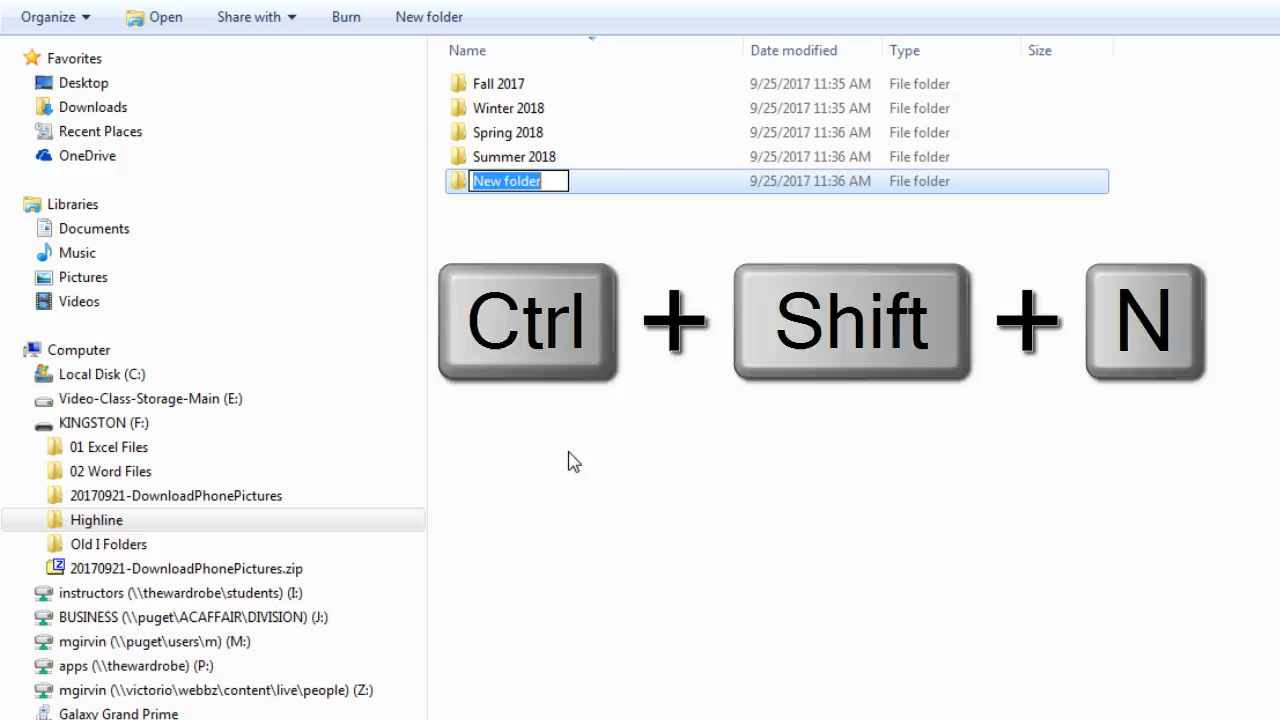 Organize Open Share with Burn New folder
Name Date modified Type Size
Favorites
Desktop
Downloads
Recent Places
OneDrive
Libraries
Documents
Music
Pictures
Videos
Computer
Local Disk (C:)
Video-Class-Storage-Main (E:)
KINGSTON (F:)
01 Excel Files
02 Word Files
20170921-DownloadPhonePictures
Highline
Old I Folders
20170921-DownloadPhonePictures.zip
instructors (\\thewardrobe\students) (I:)
BUSINESS (\\puget\ACAFFAIR\DIVISION) (J:)
mgirvin (\\puget\users\m) (M:)
apps (\\thewardrobe) (P:)
mgirvin (\\victorio\webbz\content\live\people) (Z:)
Galaxy Grand Prime
Fall 2017 9/25/2017 11:35 AM File folder
Winter 2018 9/25/2017 11:35 AM File folder
Spring 2018 9/25/2017 11:36 AM File folder
Summer 2018 9/25/2017 11:36 AM File folder
New folder 9/25/2017 11:36 AM File folder
Ctrl + Shift + N